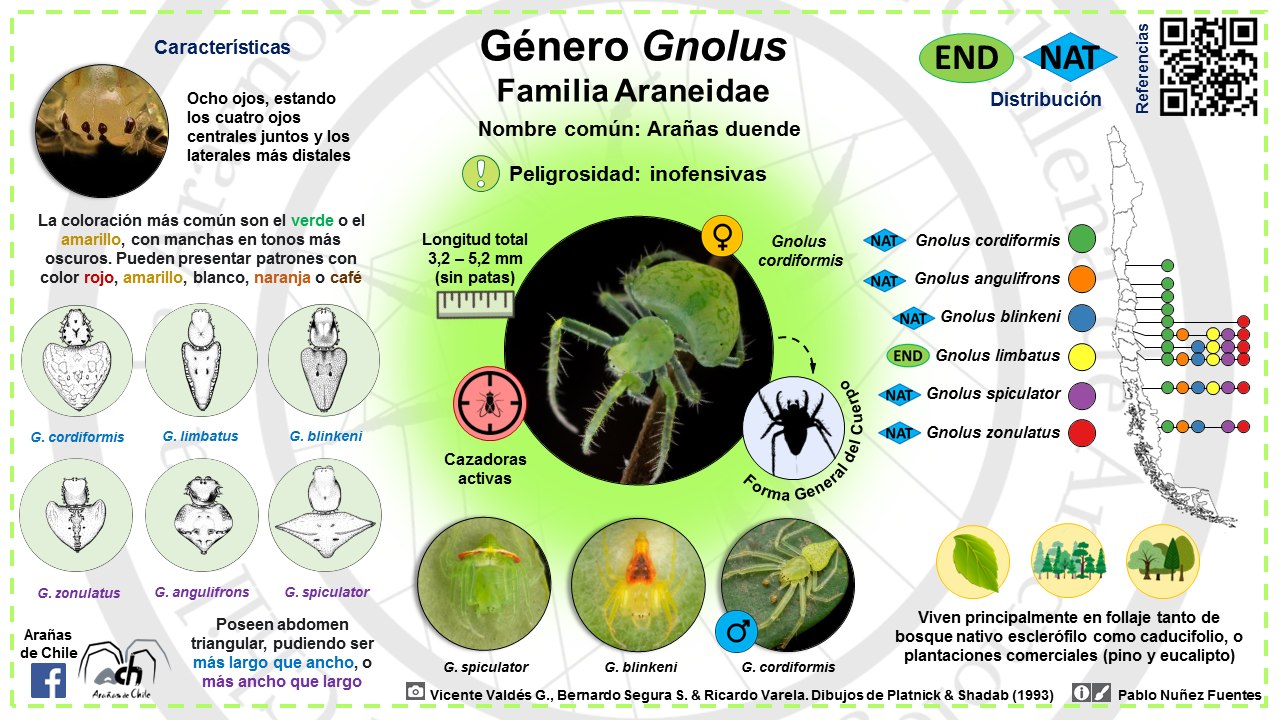 Características
Ocho ojos, estando
los cuatro ojos
centrales juntos y los
laterales más distales
La coloración más común son el verde o el
amarillo, con manchas en tonos más
oscuros. Pueden presentar patrones con
color rojo, amarillo, blanco, naranja o café
G. cordiformis
G. limbatus
G. blinkeni
G. zonulatus
G. angulifrons
G. spiculator
Poseen abdomen
triangular, pudiendo ser
más largo que ancho, o
más ancho que largo
Arañas
de Chile
ach
Arañas de Chile
Género Gnolus
Familia Araneidae
Nombre común: Arañas duende
Peligrosidad: inofensivas
Longitud total
3,2 – 5,2 mm
(sin patas)
Gnolus
cordiformis
Cazadoras
activas
Forma General del Cuerpo
G. spiculator
G. blinkeni
G. cordiformis
END
NAT
Distribución
Referencias
NAT Gnolus cordiformis
NAT Gnolus angulifrons
NAT Gnolus blinkeni
END Gnolus limbatus
NAT Gnolus spiculator
NAT Gnolus zonulatus
Viven principalmente en follaje tanto de
bosque nativo esclerófilo como caducifolio, o
plantaciones comerciales (pino y eucalipto)
Vicente Valdés G., Bernardo Segura S. & Ricardo Varela. Dibujos de Platnick & Shadab (1993)
Pablo Nuñez Fuentes